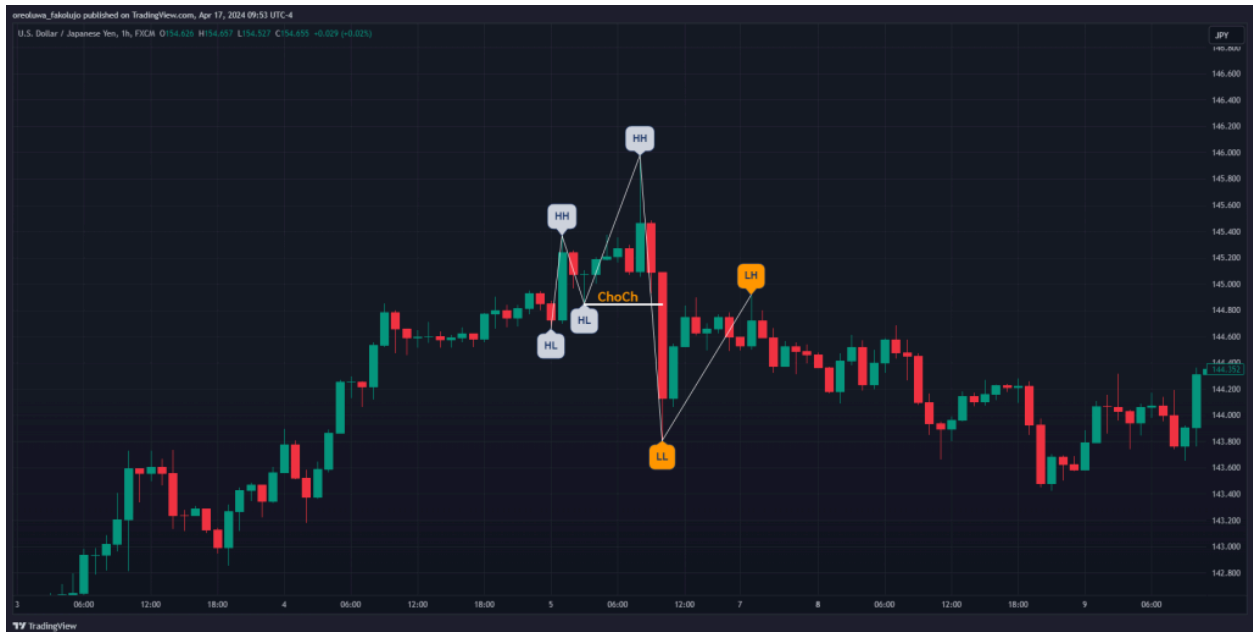 oreoluwa_fakolujo published on TradingView.com, Apr 17, 2024 09:53 UTC-4
U.S. Dollar / Japanese Yen, 1h, FXCM O154.626 H154.657 L154.527 C154.655 +0.029 (+0.02%)
JPY
146.800
146.600
146.400
146.200
HH
146.000
145.800
145.600
HH
145.400
145.200
LH
145.000
ChoCh
144.800
HL
144.600
HL
144.400
144.352
144.200
144.000
143.800
LL
143.600
143.400
143.200
143.000
142.800
3 06:00 12:00 18:00 4 06:00 12:00 18:00 5 06:00 12:00 7 8 06:00 12:00 18:00 9 06:00
TradingView